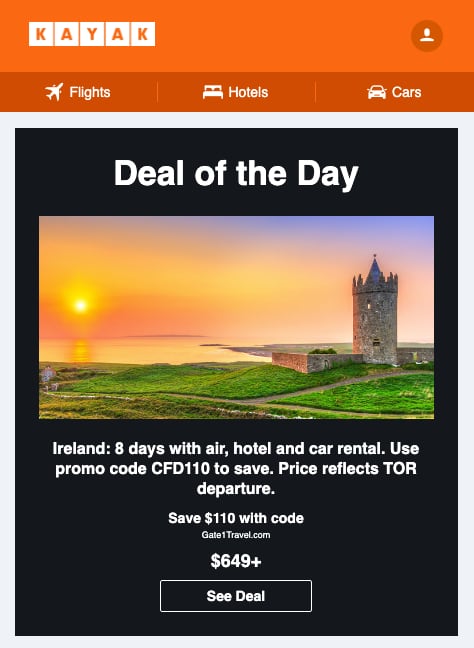 KAYAK
Flights
Hotels
Cars
Deal of the Day
Ireland: 8 days with air, hotel and car rental. Use
promo code CFD110 to save. Price reflects TOR
departure.
Save $110 with code
Gate1Travel.com
$649+
See Deal